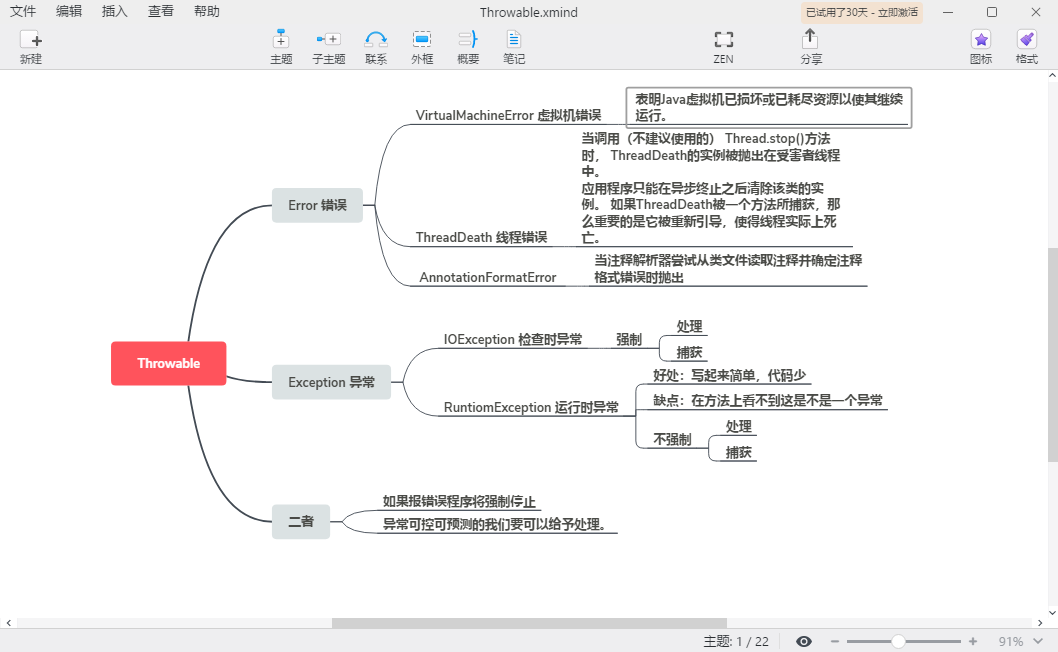 文件 编辑 插入 查看 帮助
Throwable.xmind
已试用了30天 - 立即激活
新建
主题 子主题 联系 外框 概要 笔记
ZEN
分享
图标 格式
表明Java虚拟机已损坏或已耗尽资源以使其继续
运行。
VirtualMachineError 虚拟机错误
当调用（不建议使用的） Thread.stop()方法
时， ThreadDeath的实例被抛出在受害者线程
中。
应用程序只能在异步终止之后清除该类的实
例。 如果ThreadDeath被一个方法所捕获，那
么重要的是它被重新引导，使得线程实际上死
亡。
Error 错误
ThreadDeath 线程错误
当注释解析器尝试从类文件读取注释并确定注释
格式错误时抛出
AnnotationFormatError
Throwable
Exception 异常
IOException 检查时异常
强制
处理
捕获
RuntiomException 运行时异常
好处：写起来简单，代码少
缺点：在方法上看不到这是不是一个异常
不强制
处理
捕获
二者
如果报错误程序将强制停止
异常可控可预测的我们要可以给予处理。
主题: 1 / 22
91%